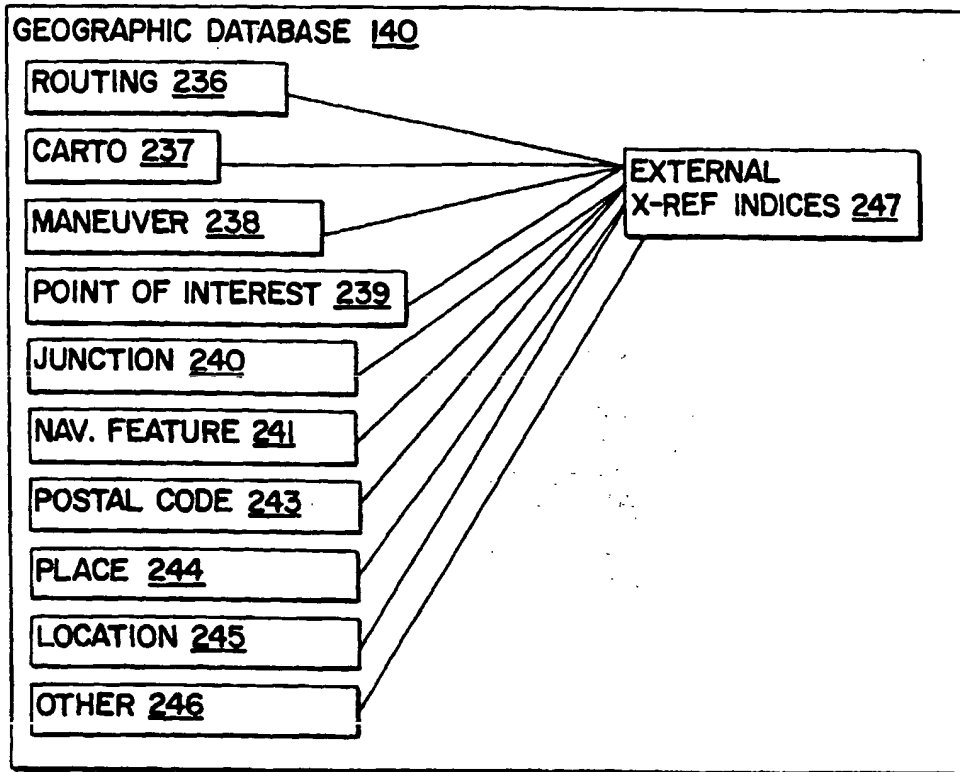 GEOGRAPHIC DATABASE 140
ROUTING 236
CARTO 237
MANEUVER 238
POINT OF INTEREST 239
JUNCTION 240
NAV. FEATURE 241
POSTAL CODE 243
PLACE 244
LOCATION 245
OTHER 246
EXTERNAL
X-REF INDICES 247